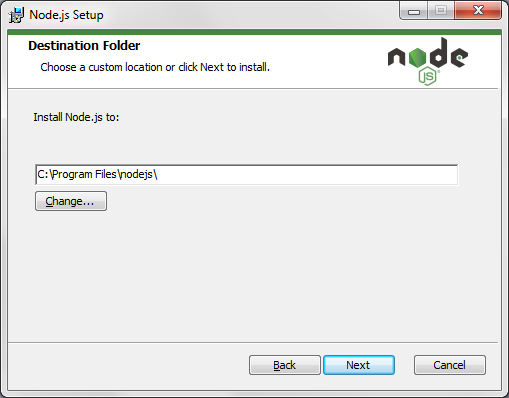 Node.js Setup
Destination Folder
Choose a custom location or click Next to install.
node
JS
Install Node.js to:
C:\Program Files\nodejs\
Change...
Back
Next
Cancel